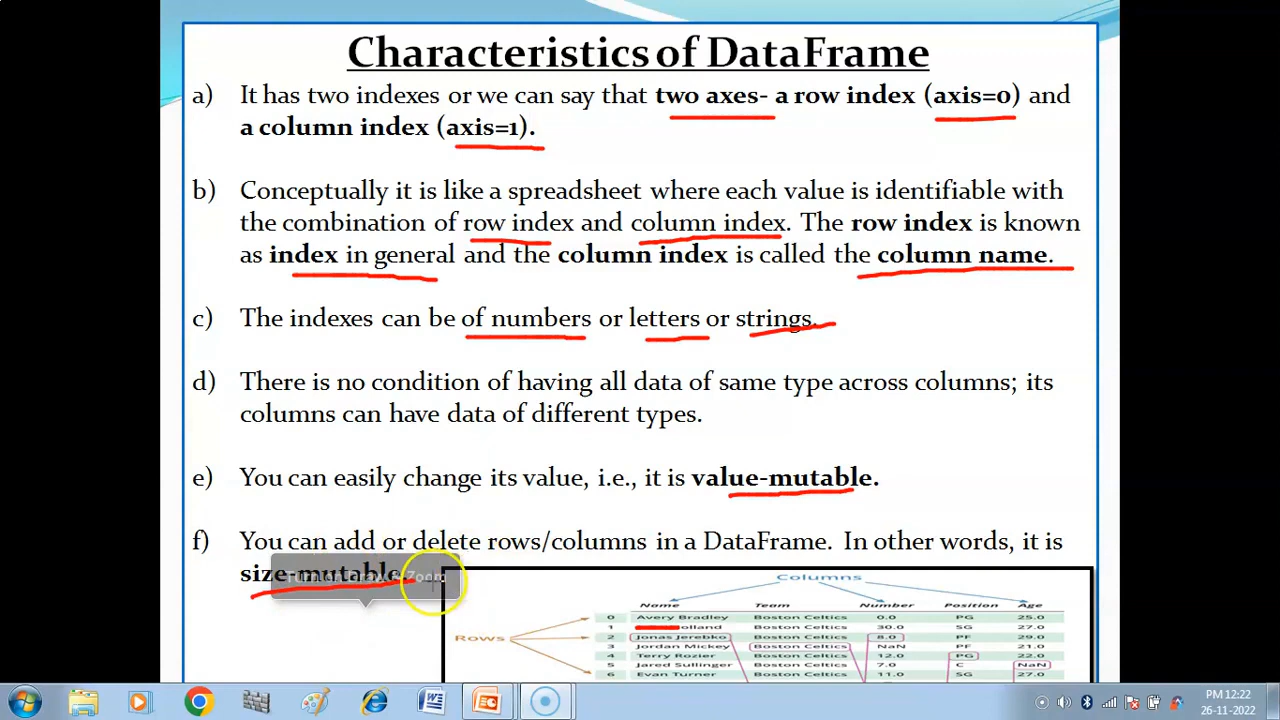 Characteristics of DataFrame
a) It has two indexes or we can say that two axes- a row index (axis=0) and
a column index (axis=1).
b) Conceptually it is like a spreadsheet where each value is identifiable with
the combination of row index and column index. The row index is known
as index in general and the column index is called the column name.
c) The indexes can be of numbers or letters or strings.
d) There is no condition of having all data of same type across columns; its
columns can have data of different types.
e) You can easily change its value, i.e., it is value-mutable.
f) You can add or delete rows/columns in a DataFrame. In other words, it is
size-mutable.
Turn on Draw & Zoom
Columns
Name Team Number Position Age
0 Avery Bradley Boston Celtics 0.0 PG 25.0
1 olland Boston Celtics 30.0 SG 27.0
2 Jonas Jerebko Boston Celtics 8.0 PF 29.0
Rows
3 Jordan Mickey Boston Celtics NaN PF 21.0
4 Terry Rozier Boston Celtics 12.0 PG 22.0
5 Jared Sullinger Boston Celtics 7.0 C NaN
6 Evan Turner Boston Celtics 11.0 SG 27.0
PM 12:22
26-11-2022